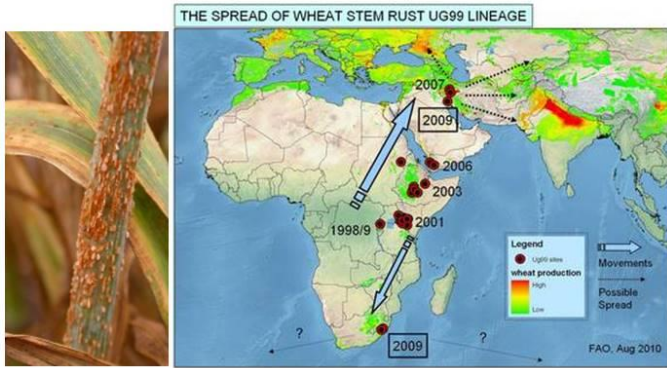 THE SPREAD OF WHEAT STEM RUST UG99 LINEAGE
2007
2009
2006
2003
1998/9
2001
Legend
Ug99 sites
wheat production
High
Low
Movements
Possible
Spread
?
2009
?
FAO, Aug 2010